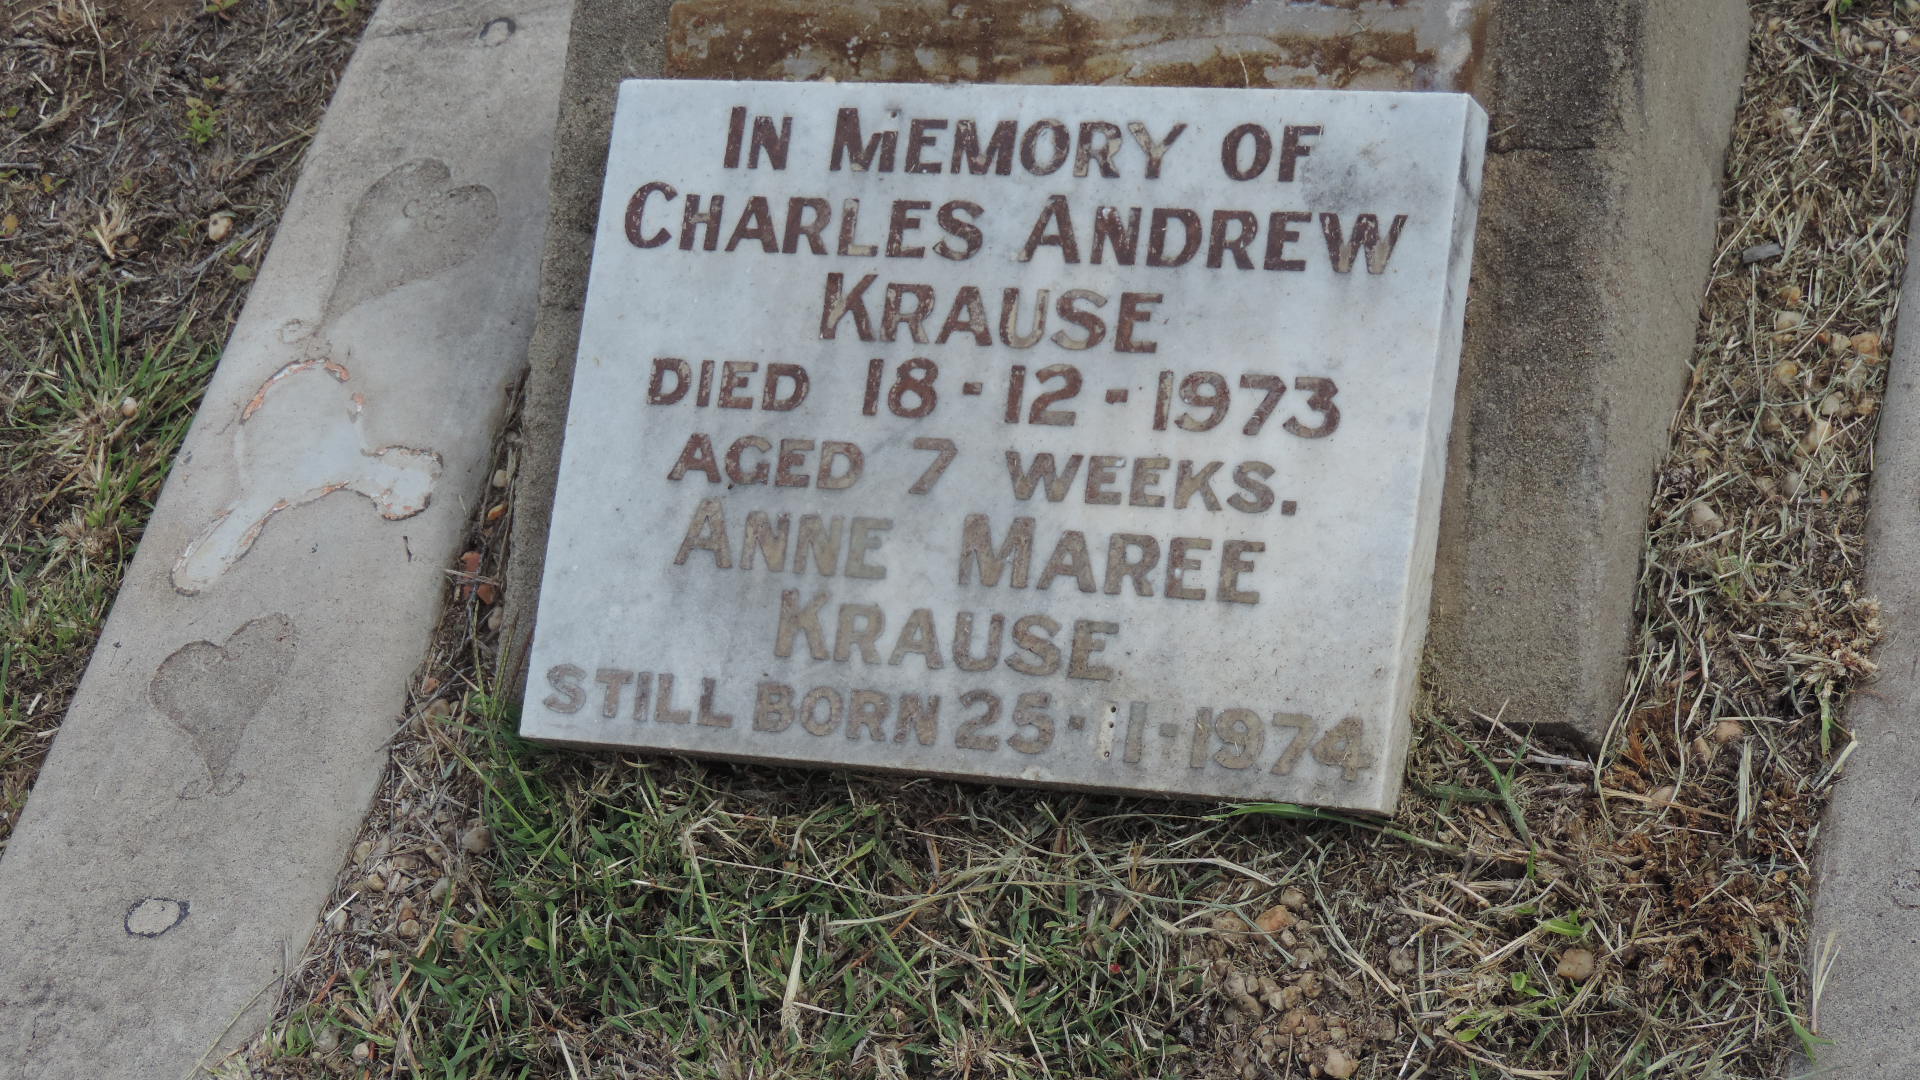 IN MEMORY OF
CHARLES ANDREW
KRAUSE
DIED 18-12-1973
AGED 7 WEEKS.
ANNE MAREE
KRAUSE
STILL BORN 25-11-1974